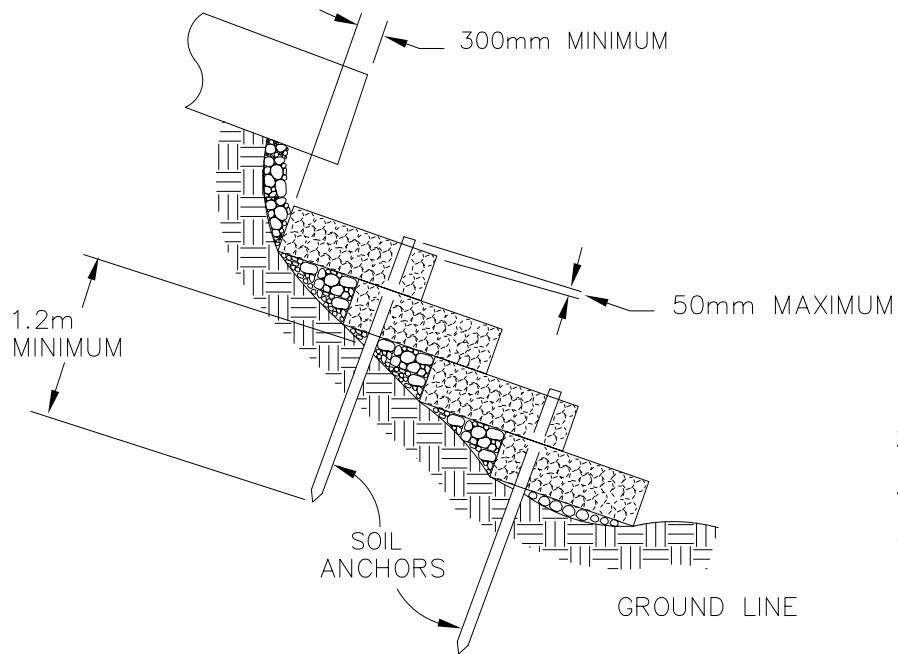 300mm MINIMUM
50mm MAXIMUM
1.2m
MINIMUM
SOIL
ANCHORS
GROUND LINE